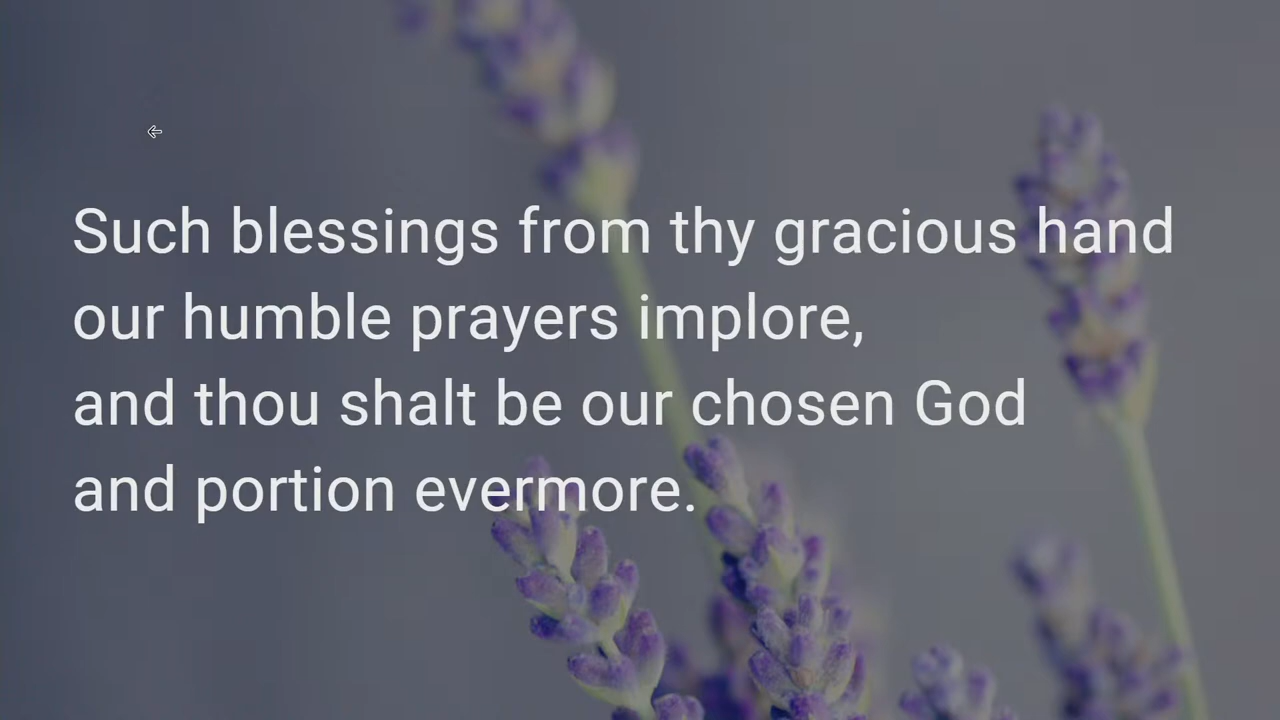 Such blessings from thy gracious hand
our humble prayers implore,
and thou shalt be our chosen God
and portion evermore.